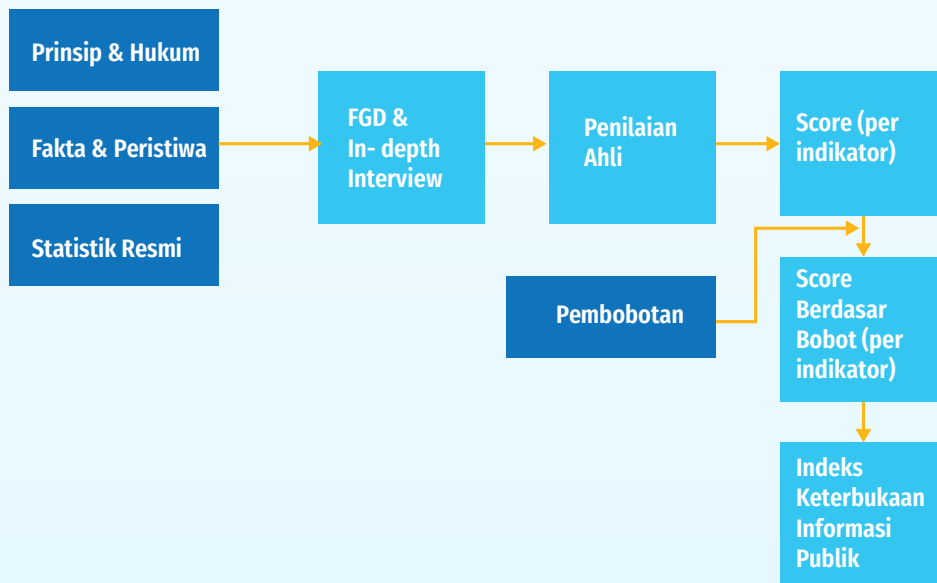 Prinsip & Hukum
Fakta & Peristiwa
Statistik Resmi
FGD &
In- depth
Interview
Penilaian
Ahli
Score (per
indikator)
Pembobotan
Score
Berdasar
Bobot (per
indikator)
Indeks
Keterbukaan
Informasi
Publik